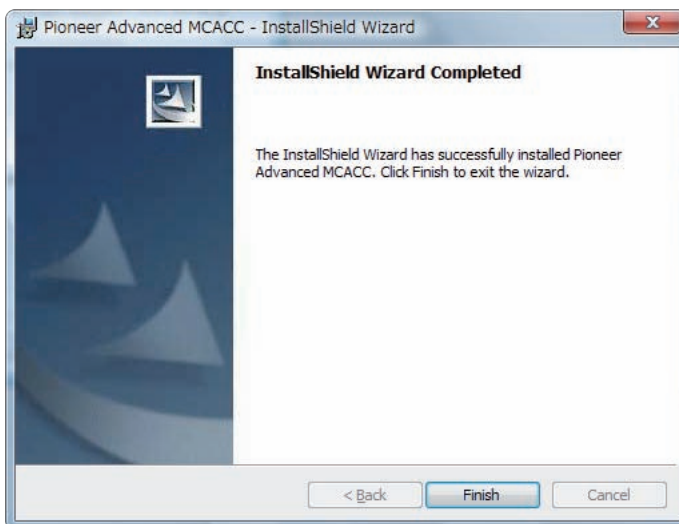 Pioneer Advanced MCACC - InstallShield Wizard
X
InstallShield Wizard Completed
The InstallShield Wizard has successfully installed Pioneer
Advanced MCACC. Click Finish to exit the wizard.
< Back
Finish
Cancel